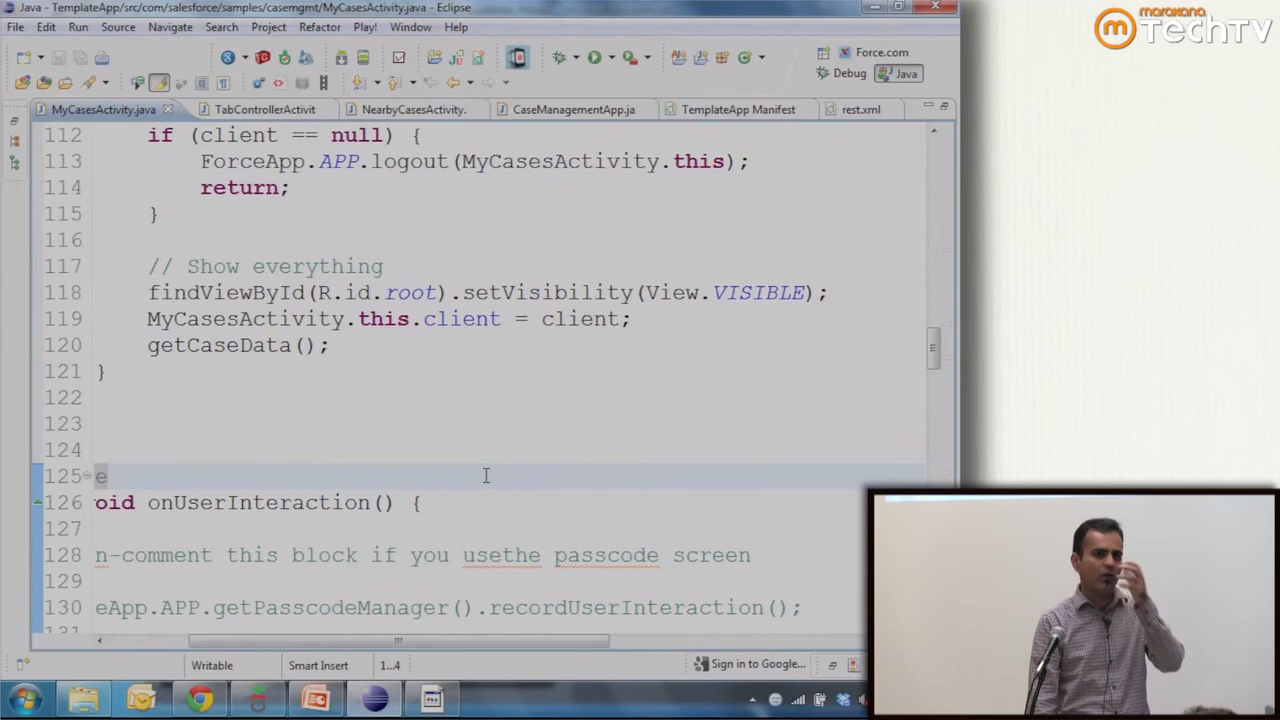 Java - TemplateApp/src/com/salesforce/samples/casemgmt/MyCasesActivity.java - Eclipse
File Edit Run Source Navigate Search Project Refactor Play! Window Help
maraκana
TechTV
Force.com
Debug Java
MyCasesActivity.java TabControllerActivit NearbyCasesActivity. CaseManagementApp.ja TemplateApp Manifest rest.xml
112 if (client == null) {
113 ForceApp.APP.logout(MyCasesActivity.this);
114 return;
115 }
116
117 // Show everything
118 findViewById(R.id.root).setVisibility(View.VISIBLE);
119 MyCasesActivity.this.client = client;
120 getCaseData();
121 }
122
123
124
125 e
126 void onUserInteraction() {
127
128 n-comment this block if you usethe passcode screen
129
130 eApp.APP.getPasscodeManager().recordUserInteraction();
131
Writable Smart Insert 1...4 Sign in to Google...